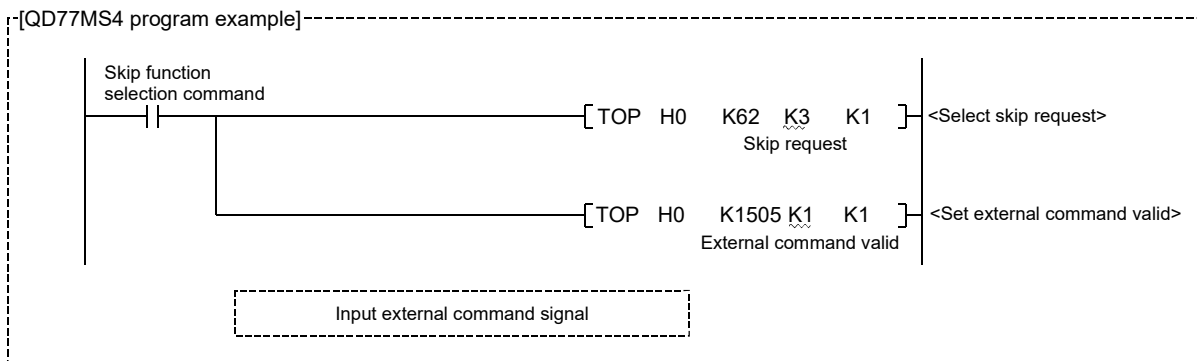 [QD77MS4 program example]
Skip function
selection command
TOP H0 K62 K3 K1 <Select skip request>
Skip request
TOP H0 K1505 K1 K1 <Set external command valid>
External command valid
Input external command signal